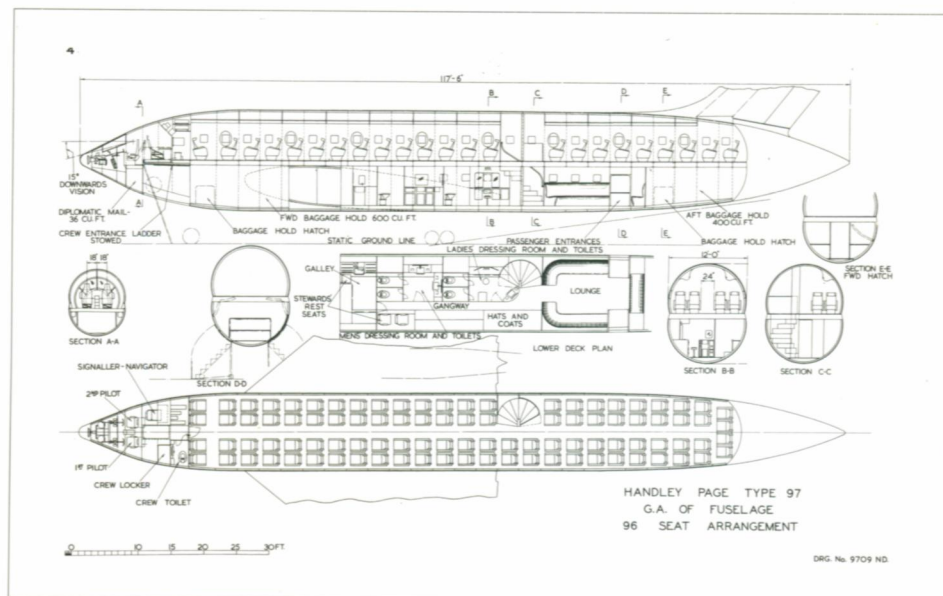 4
117'-6"
A
B
C
D
E
15°
DOWNWARDS
VISION
DIPLOMATIC MAIL-
36 CU. FT.
CREW ENTRANCE LADDER
STOWED
A
FWD BAGGAGE HOLD 600 CU. FT.
BAGGAGE HOLD HATCH
STATIC GROUND LINE
B
C
D
E
PASSENGER ENTRANCES
AFT BAGGAGE HOLD
400 CU. FT.
BAGGAGE HOLD HATCH
LADIES DRESSING ROOM AND TOILETS
SECTION E-E
FWD HATCH
18" 18"
SECTION A-A
SECTION D-D
GALLEY
STEWARDS
REST
SEATS
GANGWAY
HATS AND
COATS
LOUNGE
MENS DRESSING ROOM AND TOILETS
LOWER DECK PLAN
12'-0"
24"
SECTION B-B
SECTION C-C
SIGNALLER-NAVIGATOR
2ND PILOT
1ST PILOT
CREW LOCKER
CREW TOILET
HANDLEY PAGE TYPE 97
G.A. OF FUSELAGE
96 SEAT ARRANGEMENT
0 10 15 20 25 30 FT.
DRG. No. 9709 ND.